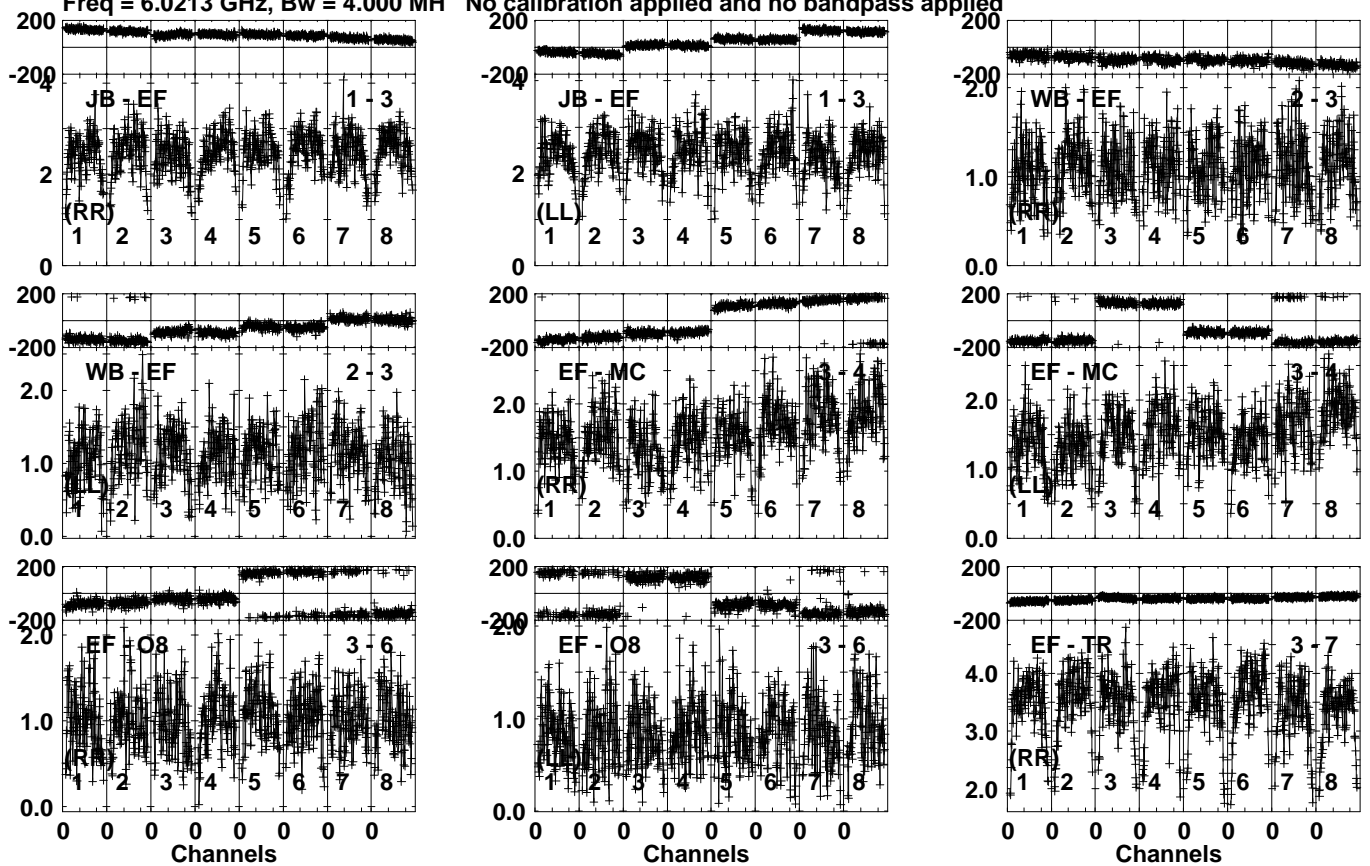 Freq = 6.0213 GHz, Bw = 4.000 MH   No calibration applied and no bandpass applied
200
-200
4
JB - EF
1 - 3
2
(RR)
1 2 3 4 5 6 7 8
0
200
-200
4
JB - EF
1 - 3
2
(LL)
1 2 3 4 5 6 7 8
0
200
-200
2.0
WB - EF
2 - 3
1.0
(RR)
1 2 3 4 5 6 7 8
0.0
200
-200
WB - EF
2 - 3
2.0
1.0
(LL)
1 2 3 4 5 6 7 8
0.0
200
-200
EF - MC
3 - 4
2.0
1.0
(RR)
1 2 3 4 5 6 7 8
0.0
200
-200
EF - MC
3 - 4
2.0
1.0
(LL)
1 2 3 4 5 6 7 8
0.0
200
-200
2.0
EF - O8
3 - 6
1.0
(RR)
1 2 3 4 5 6 7 8
0.0
0 0 0 0 0 0 0 0
Channels
200
-200
2.0
EF - O8
3 - 6
1.0
(LL)
1 2 3 4 5 6 7 8
0.0
0 0 0 0 0 0 0 0
Channels
200
-200
EF - TR
3 - 7
4.0
3.0
(RR)
2.0
1 2 3 4 5 6 7 8
0 0 0 0 0 0 0 0
Channels